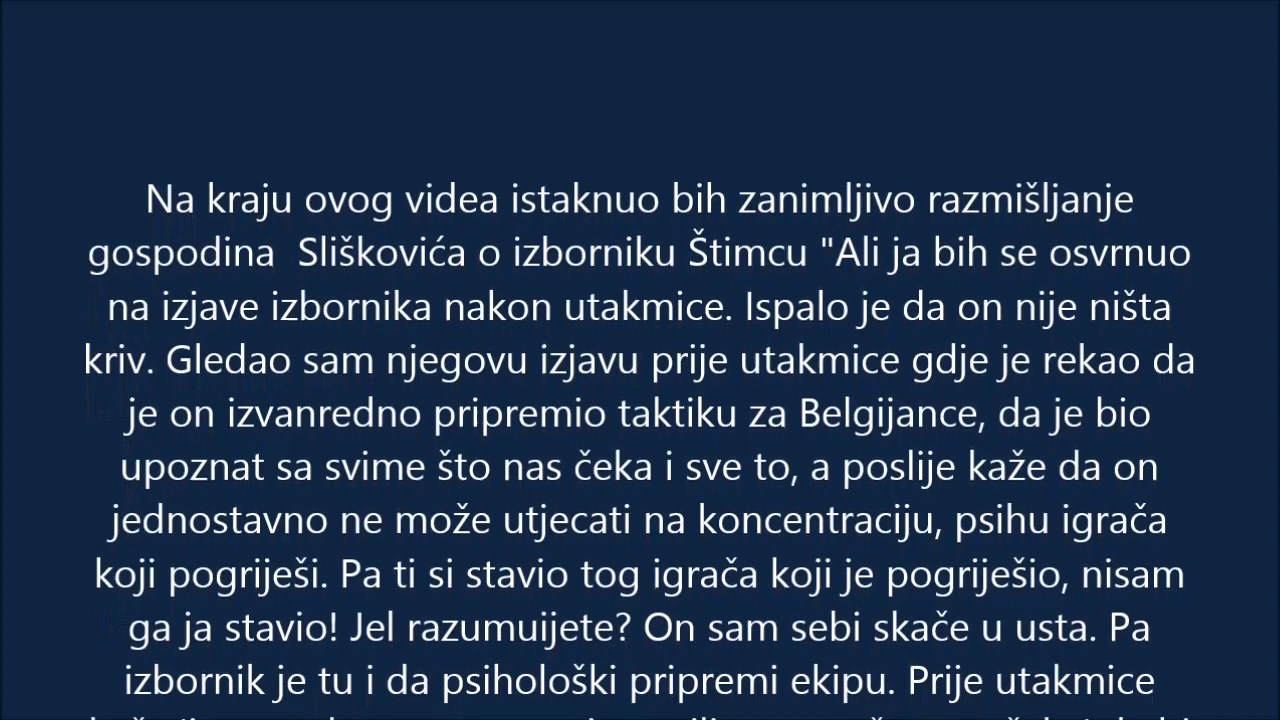 Na kraju ovog videa istaknuo bih zanimljivo razmišljanje
gospodina  Sliškovića o izborniku Štimcu "Ali ja bih se osvrnuo
na izjave izbornika nakon utakmice. Ispalo je da on nije ništa
kriv. Gledao sam njegovu izjavu prije utakmice gdje je rekao da
je on izvanredno pripremio taktiku za Belgijance, da je bio
upoznat sa svime što nas čeka i sve to, a poslije kaže da on
jednostavno ne može utjecati na koncentraciju, psihu igrača
koji pogriješi. Pa ti si stavio tog igrača koji je pogriješio, nisam
ga ja stavio! Jel razumuijete? On sam sebi skače u usta. Pa
izbornik je tu i da psihološki pripremi ekipu. Prije utakmice